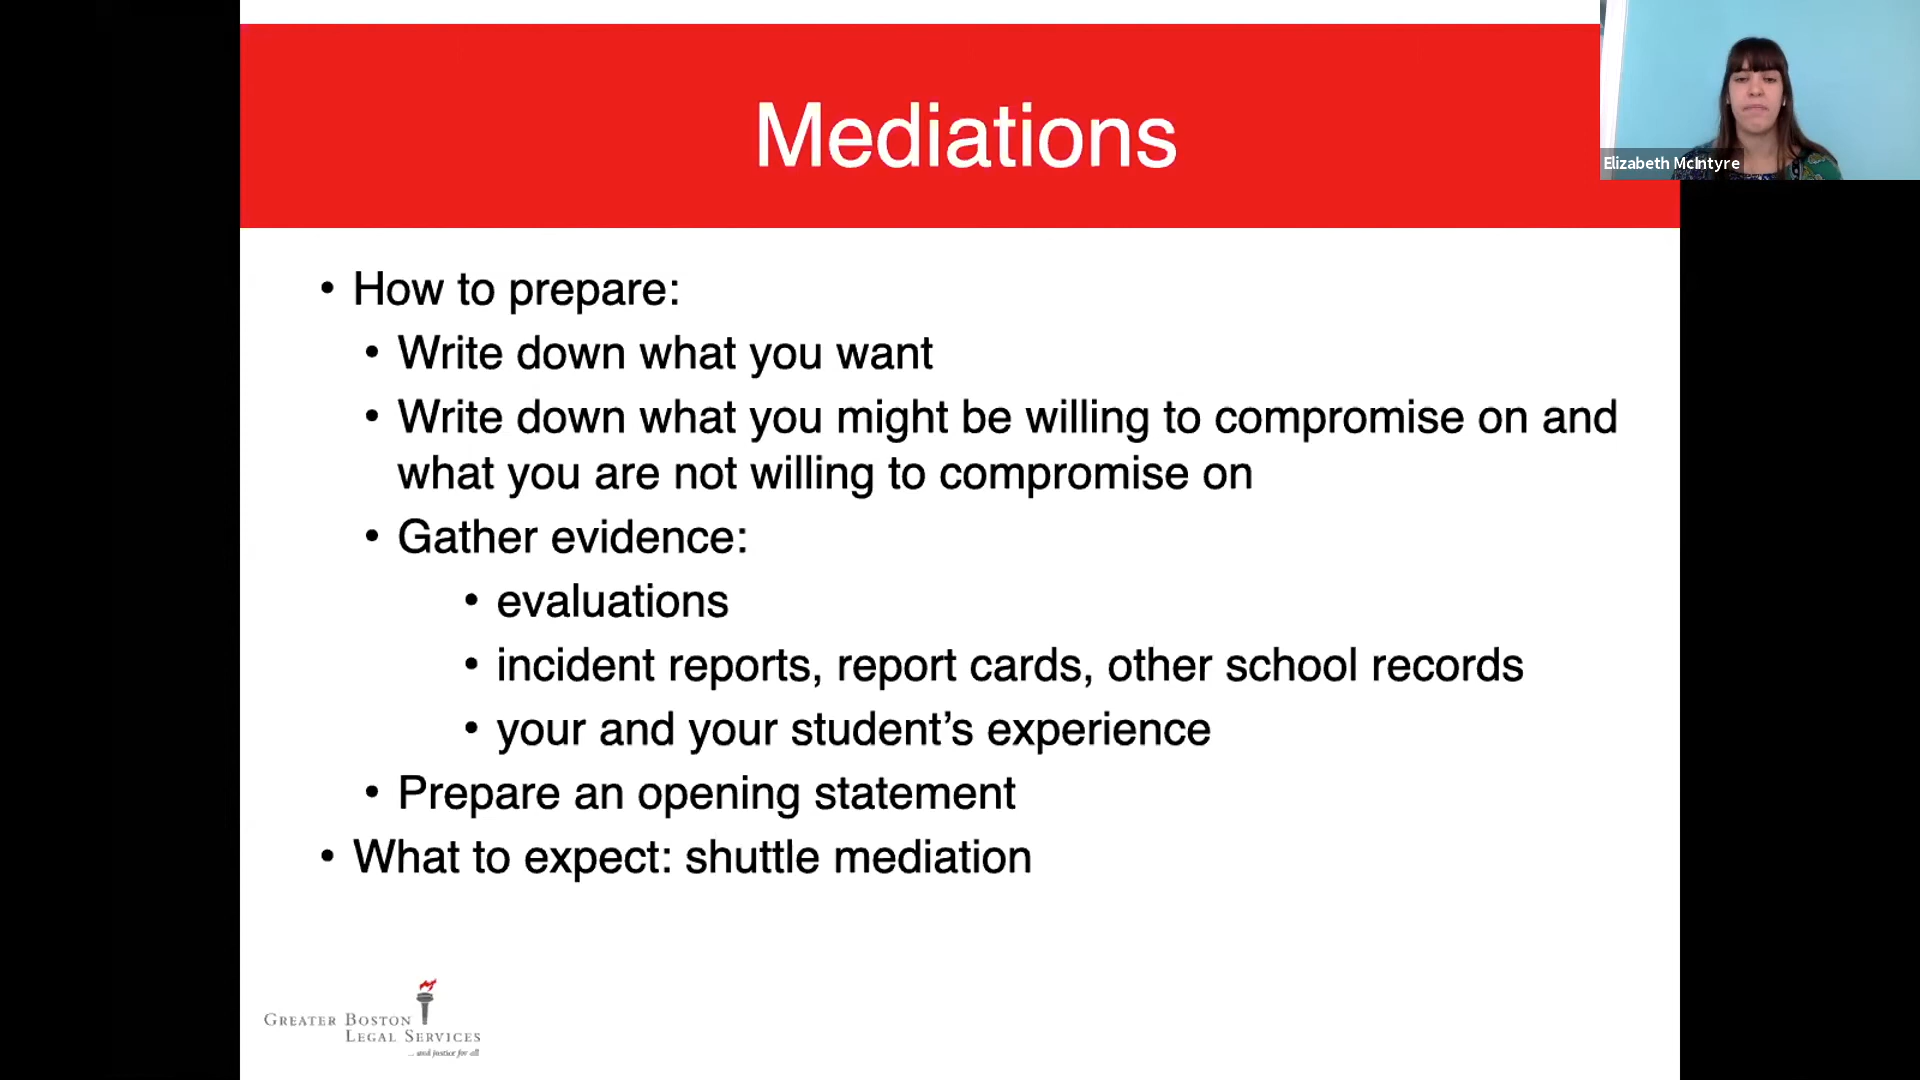 Mediations
Elizabeth McIntyre
• How to prepare:
• Write down what you want
• Write down what you might be willing to compromise on and
what you are not willing to compromise on
• Gather evidence:
• evaluations
• incident reports, report cards, other school records
• your and your student’s experience
• Prepare an opening statement
• What to expect: shuttle mediation
GREATER BOSTON
LEGAL SERVICES
... and justice for all